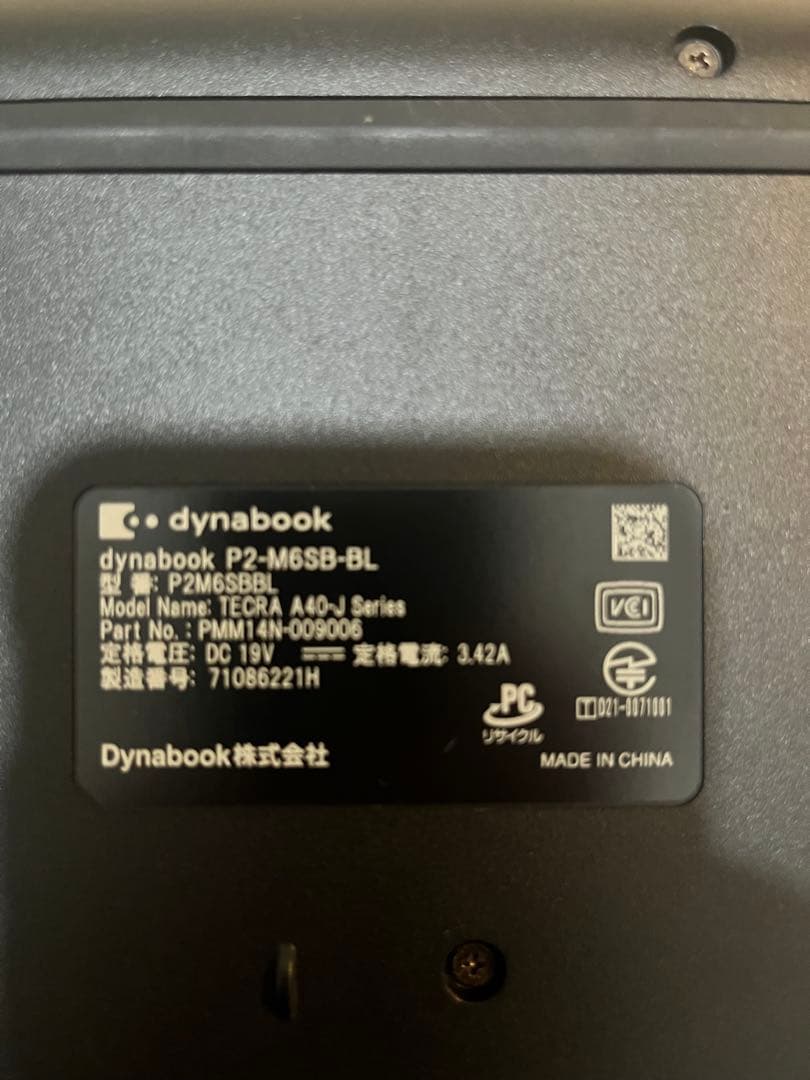 dynabook
dynabook P2-M6SB-BL
型 番: P2M6SBBL
Model Name: TECRA A40-J Series
Part No. : PMM14N-009006
定格電圧: DC 19V 定格電流: 3.42A
製造番号: 71086221H
VCI
PC
リサイクル
T D21-0071001
Dynabook株式会社
MADE IN CHINA